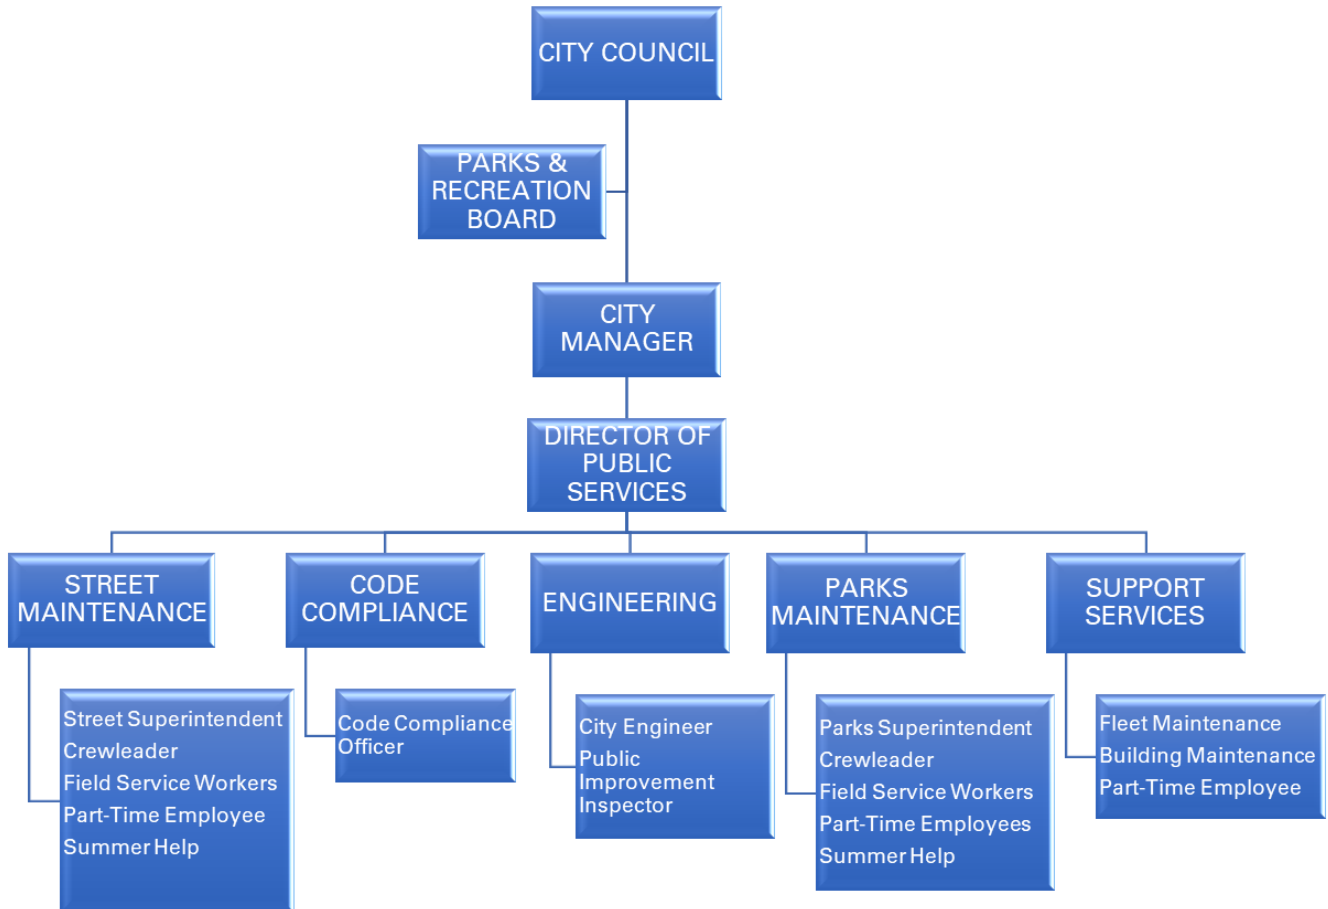 CITY COUNCIL
PARKS &
RECREATION
BOARD
CITY
MANAGER
DIRECTOR OF
PUBLIC
SERVICES
STREET
MAINTENANCE
CODE
COMPLIANCE
ENGINEERING
PARKS
MAINTENANCE
SUPPORT
SERVICES
Street Superintendent
Crewleader
Field Service Workers
Part-Time Employee
Summer Help
Code Compliance
Officer
City Engineer
Public
Improvement
Inspector
Parks Superintendent
Crewleader
Field Service Workers
Part-Time Employees
Summer Help
Fleet Maintenance
Building Maintenance
Part-Time Employee